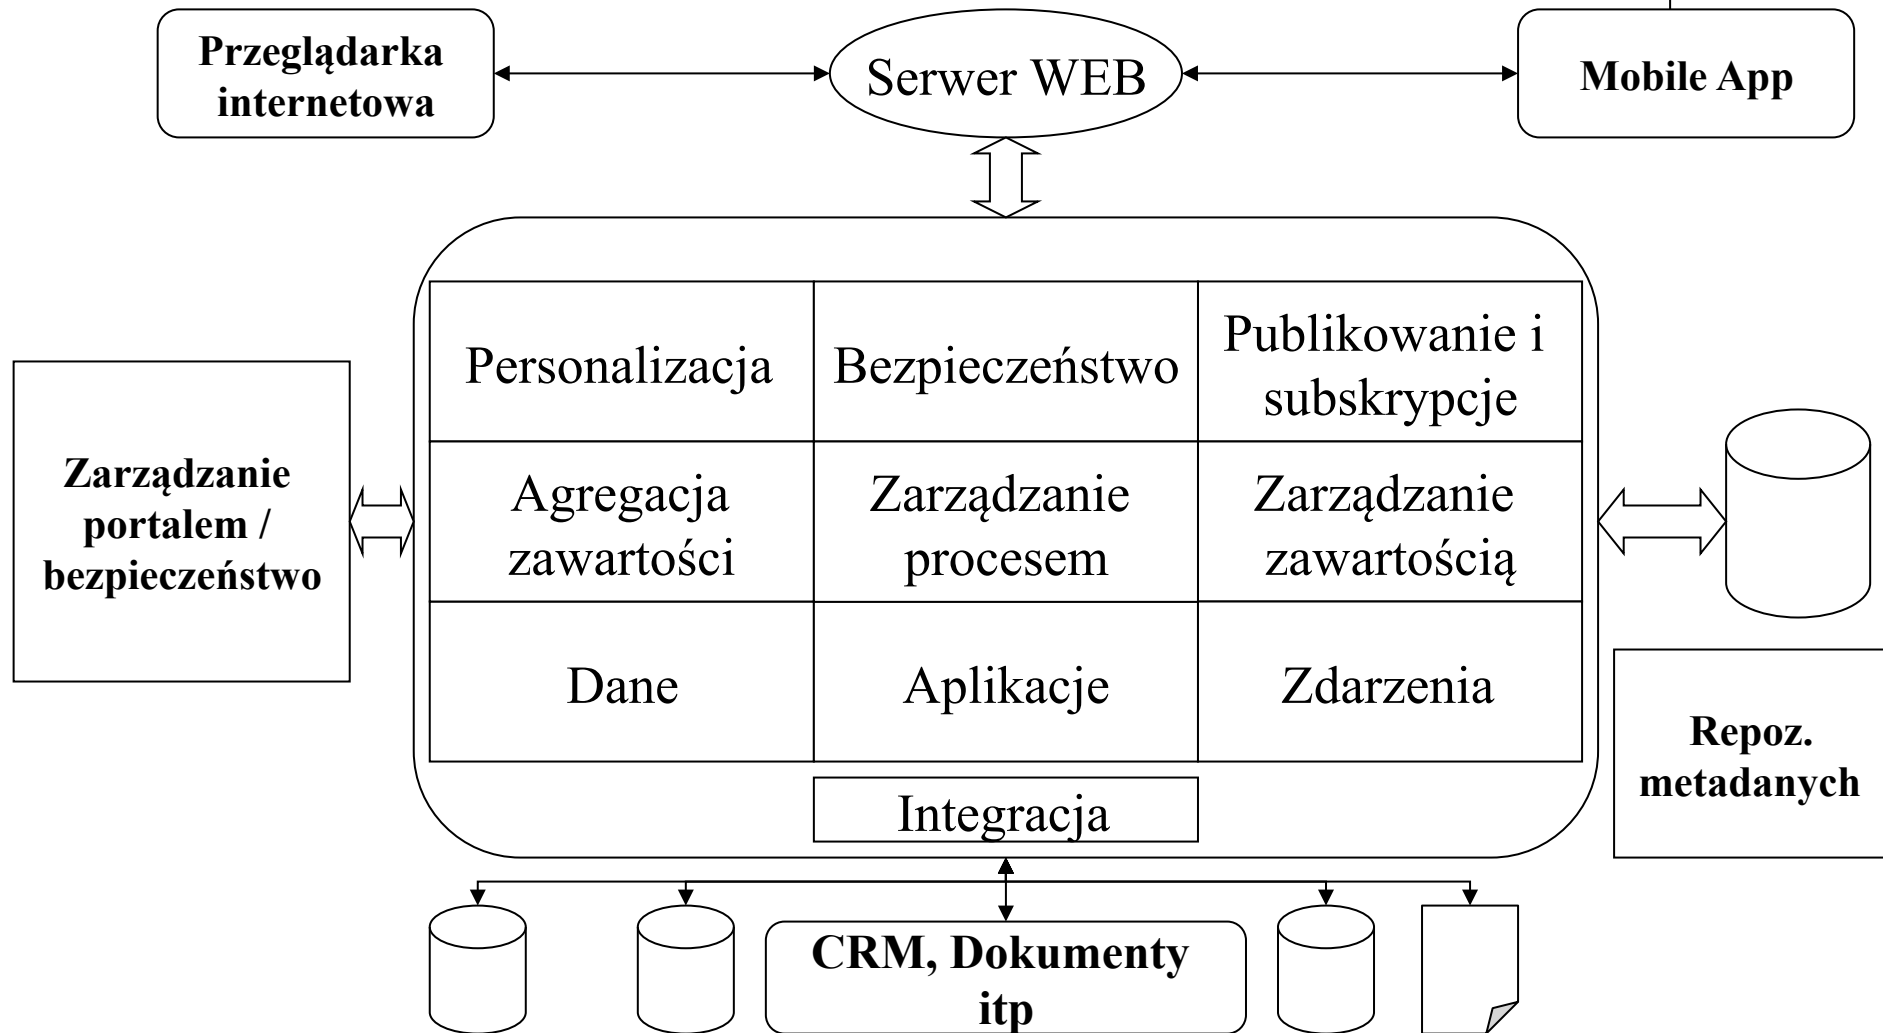 Przeglądarka
internetowa
Serwer WEB
Mobile App
Personalizacja
Bezpieczeństwo
Publikowanie i
subskrypcje
Zarządzanie
portalem /
bezpieczeństwo
Agregacja
zawartości
Zarządzanie
procesem
Zarządzanie
zawartością
Dane
Aplikacje
Zdarzenia
Repoz.
metadanych
Integracja
CRM, Dokumenty
itp